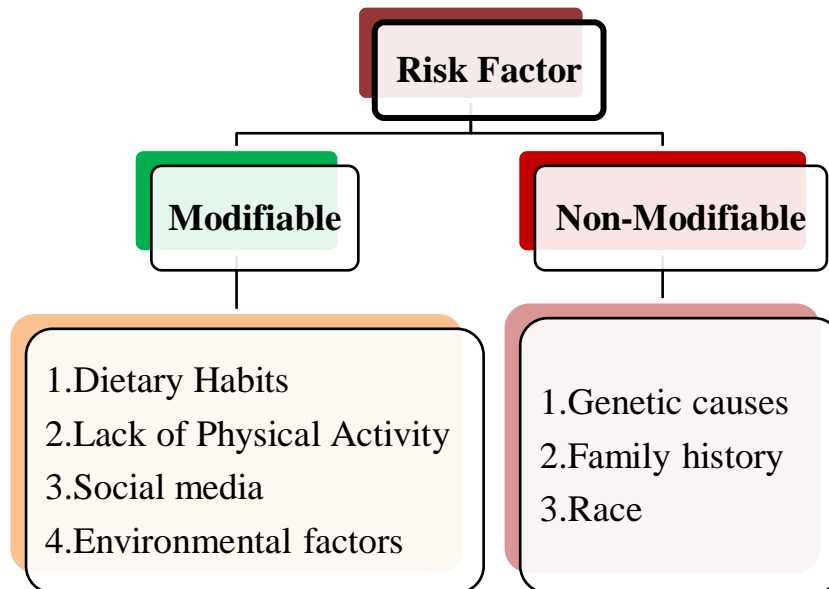 Risk Factor
Modifiable
Non-Modifiable
1.Dietary Habits
2.Lack of Physical Activity
3.Social media
4.Environmental factors
1.Genetic causes
2.Family history
3.Race